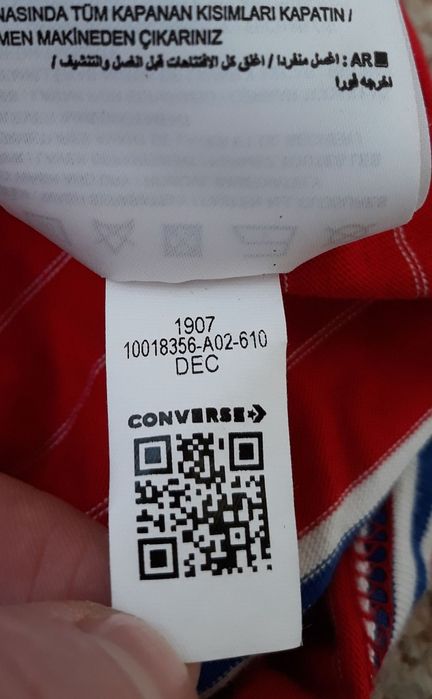 NASINDA TÜM KAPANAN KISIMLARI KAPATIN /
MEN MAKİNEDEN ÇIKARINIZ
AR : اغسل منفردا / اغلق كل الافتتاحات قبل الغسل والتنشيف /
اخرجه فورا
1907
10018356-A02-610
DEC
CONVERSE